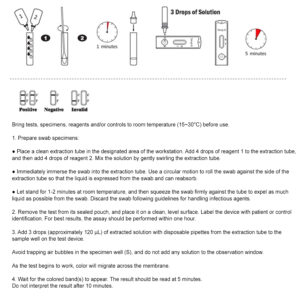 3 Drops of Solution
1
2
1 minutes
5 minutes
Positive Negative Invalid
Bring tests, specimens, reagents and/or controls to room temperature (15~30°C) before use.
1. Prepare swab specimens.
● Place a clean extraction tube in the designated area of the workstation. Add 4 drops of reagent 1 to the extraction tube,
and then add 4 drops of reagent 2. Mix the solution by gently swirling the extraction tube.
● Immediately immerse the swab into the extraction tube. Use a circular motion to roll the swab against the side of the
extraction tube so that the liquid is expressed from the swab and can reabsorb.
● Let stand for 1-2 minutes at room temperature, and then squeeze the swab firmly against the tube to expel as much
liquid as possible from the swab. Discard the swab following guidelines for handling infectious agents.
2. Remove the test from its sealed pouch, and place it on a clean, level surface. Label the device with patient or control
identification. For best results. the assay should be performed within one hour.
3. Add 3 drops (approximately 120 µL) of extracted solution with disposable pipettes from the extraction tube to the
sample well on the test device.
Avoid trapping air bubbles in the specimen well (S), and do not add any solution to the observation window.
As the test begins to work, color will migrate across the membrane.
4. Wait for the colored band(s) to appear. The result should be read at 5 minutes.
Do not interpret the result after 10 minutes.